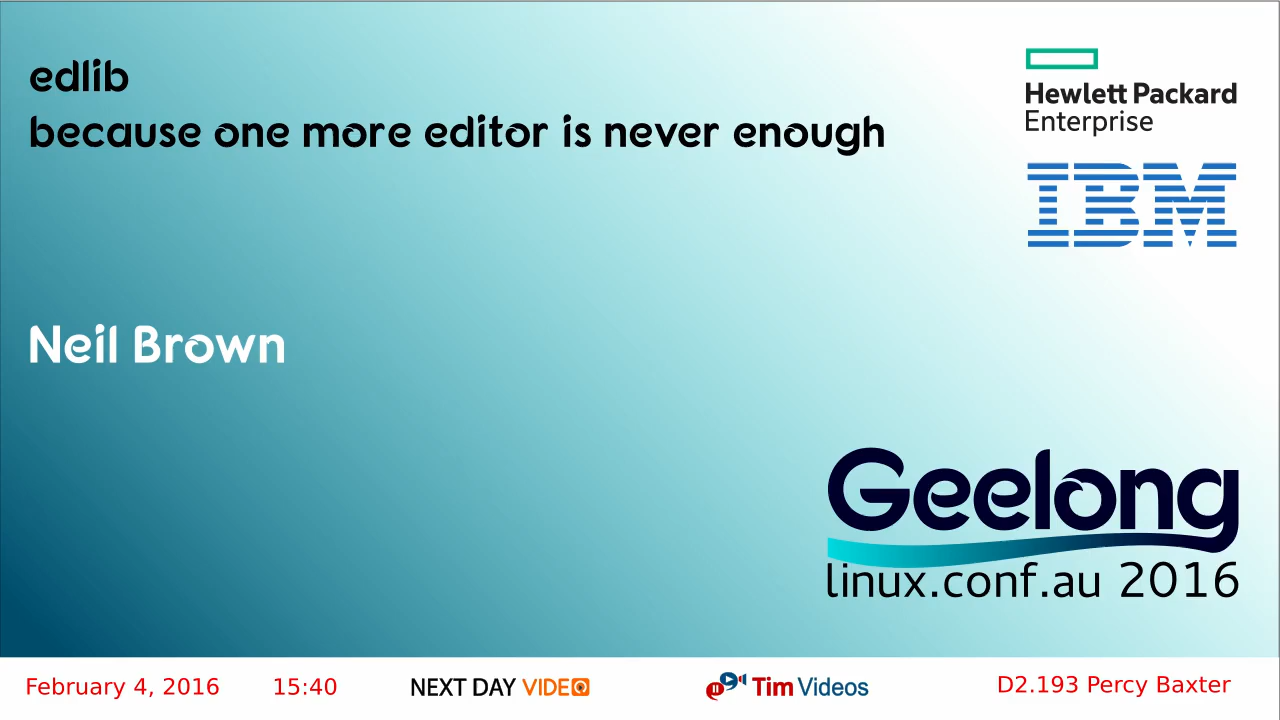 edlib
because one more editor is never enough
Hewlett Packard
Enterprise
IBM
Neil Brown
Geelong
linux.conf.au 2016
February 4, 2016 15:40 NEXT DAY VIDEO Tim Videos D2.193 Percy Baxter